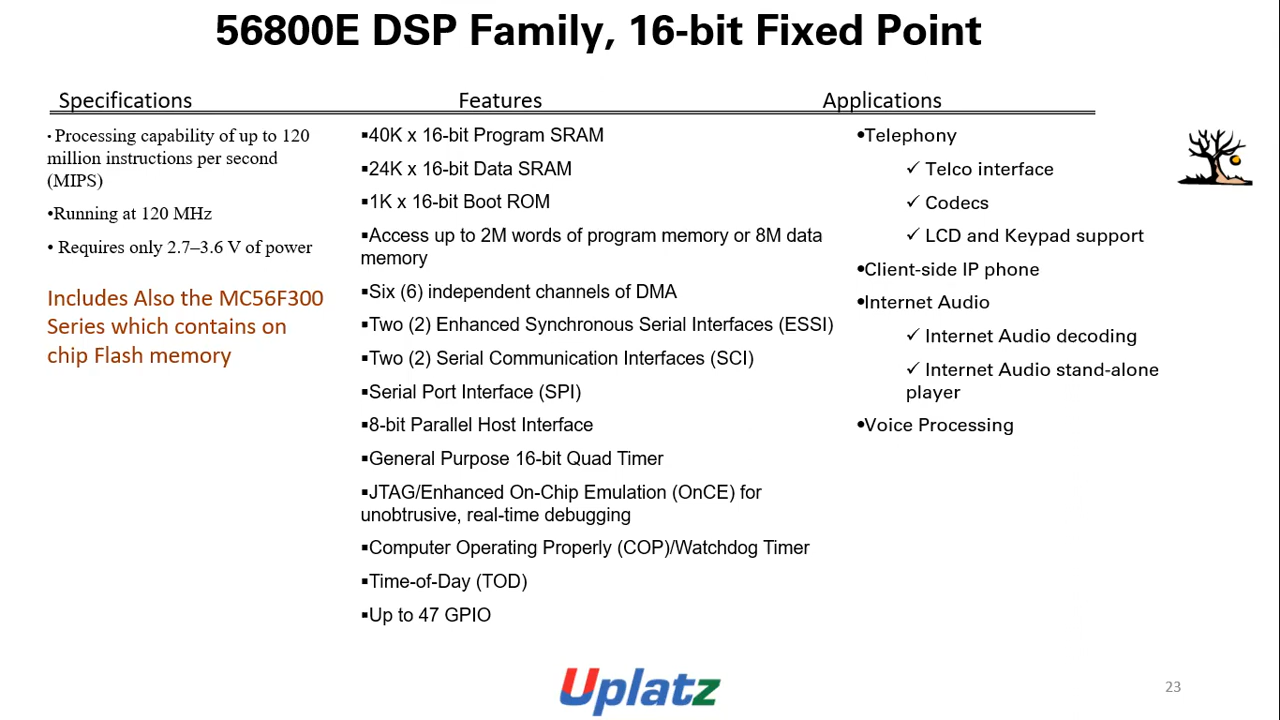 56800E DSP Family, 16-bit Fixed Point
Specifications
Features
Applications
• Processing capability of up to 120
million instructions per second
(MIPS)
•Running at 120 MHz
• Requires only 2.7–3.6 V of power
Includes Also the MC56F300
Series which contains on
chip Flash memory
▪40K x 16-bit Program SRAM
▪24K x 16-bit Data SRAM
▪1K x 16-bit Boot ROM
▪Access up to 2M words of program memory or 8M data
memory
▪Six (6) independent channels of DMA
▪Two (2) Enhanced Synchronous Serial Interfaces (ESSI)
▪Two (2) Serial Communication Interfaces (SCI)
▪Serial Port Interface (SPI)
▪8-bit Parallel Host Interface
▪General Purpose 16-bit Quad Timer
▪JTAG/Enhanced On-Chip Emulation (OnCE) for
unobtrusive, real-time debugging
▪Computer Operating Properly (COP)/Watchdog Timer
▪Time-of-Day (TOD)
▪Up to 47 GPIO
•Telephony
✓ Telco interface
✓ Codecs
✓ LCD and Keypad support
•Client-side IP phone
•Internet Audio
✓ Internet Audio decoding
✓ Internet Audio stand-alone
player
•Voice Processing
Uplatz
23